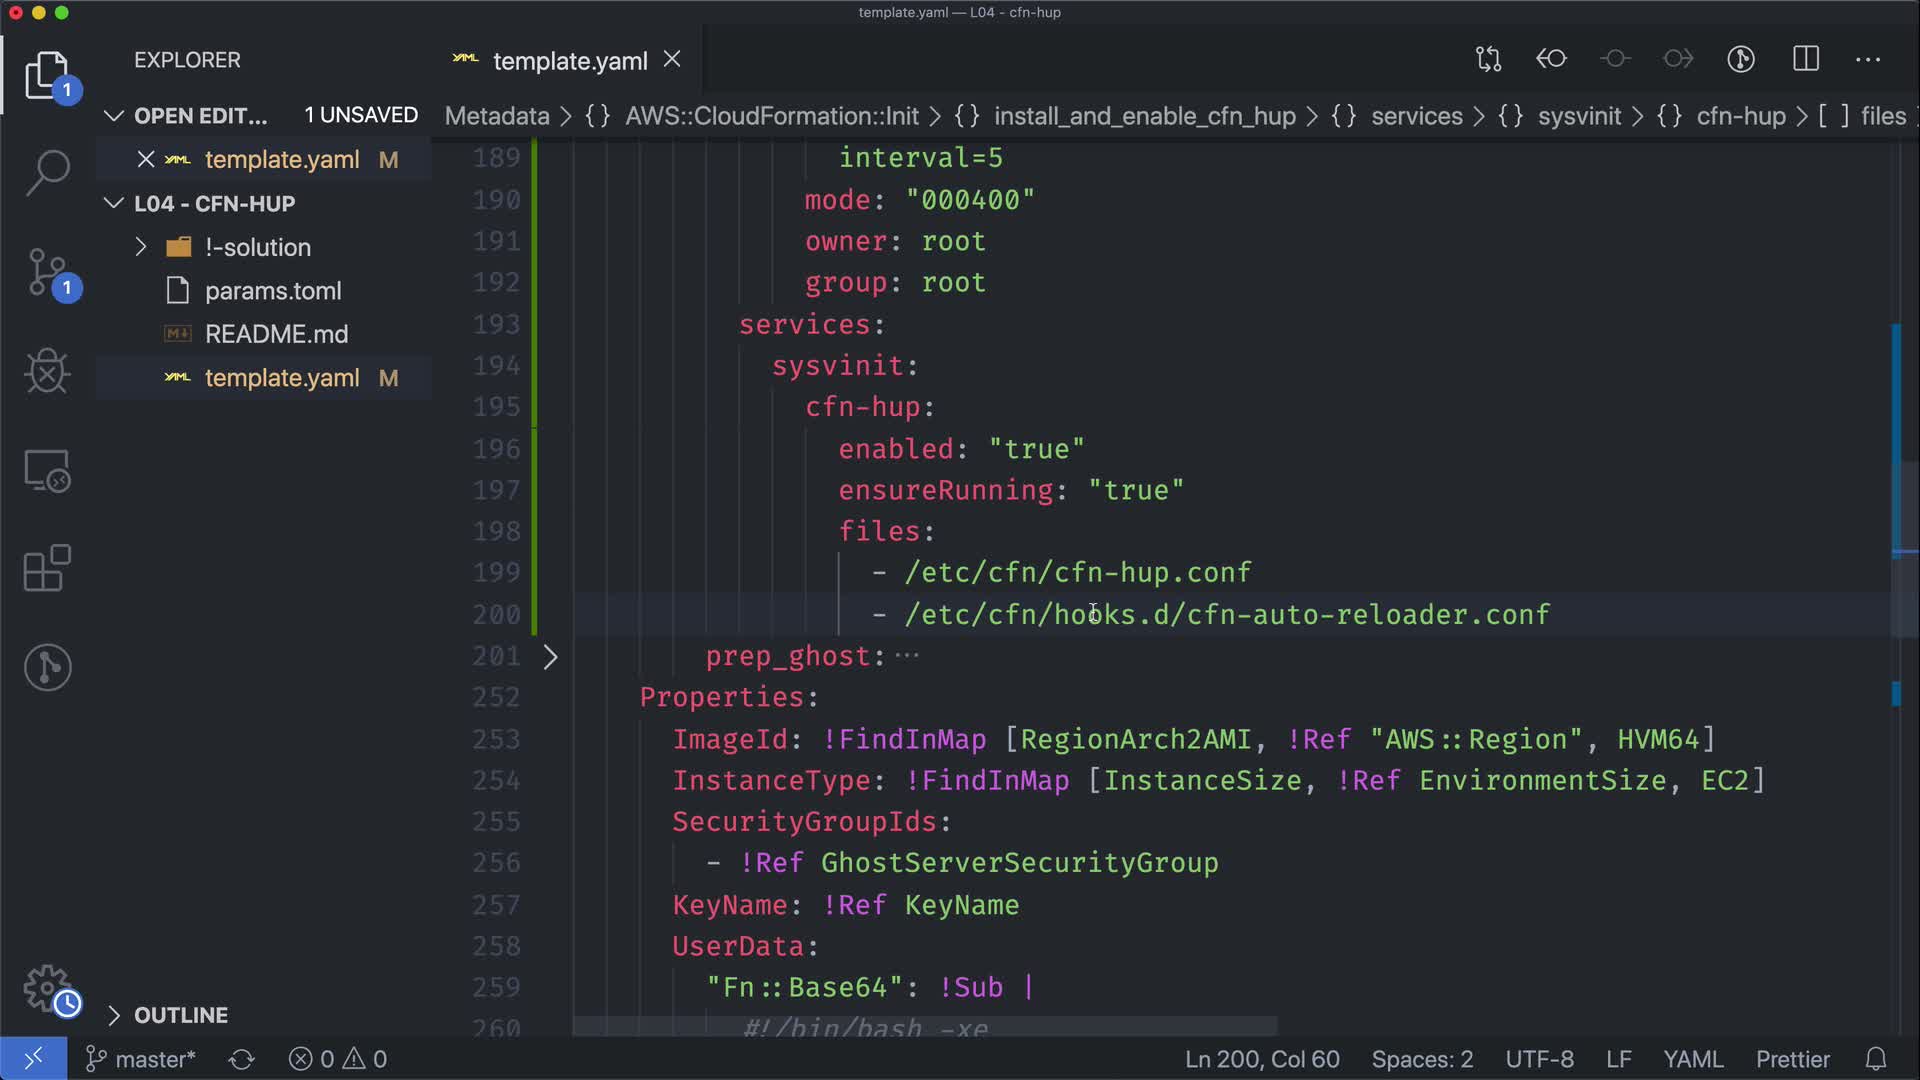 template.yaml — L04 - cfn-hup
EXPLORER
template.yaml
1
OPEN EDIT... 1 UNSAVED
Metadata > {} AWS::CloudFormation::Init > {} install_and_enable_cfn_hup > {} services > {} sysvinit > {} cfn-hup > [ ] files
template.yaml M
L04 - CFN-HUP
!-solution
params.toml
README.md
template.yaml M
1
189 interval=5
190 mode: "000400"
191 owner: root
192 group: root
193 services:
194 sysvinit:
195 cfn-hup:
196 enabled: "true"
197 ensureRunning: "true"
198 files:
199 - /etc/cfn/cfn-hup.conf
200 - /etc/cfn/hooks.d/cfn-auto-reloader.conf
201 prep_ghost: ...
252 Properties:
253 ImageId: !FindInMap [RegionArch2AMI, !Ref "AWS::Region", HVM64]
254 InstanceType: !FindInMap [InstanceSize, !Ref EnvironmentSize, EC2]
255 SecurityGroupIds:
256 - !Ref GhostServerSecurityGroup
257 KeyName: !Ref KeyName
258 UserData:
259 "Fn::Base64": !Sub |
260 #!/bin/bash -xe
OUTLINE
master* 0 0 Ln 200, Col 60 Spaces: 2 UTF-8 LF YAML Prettier